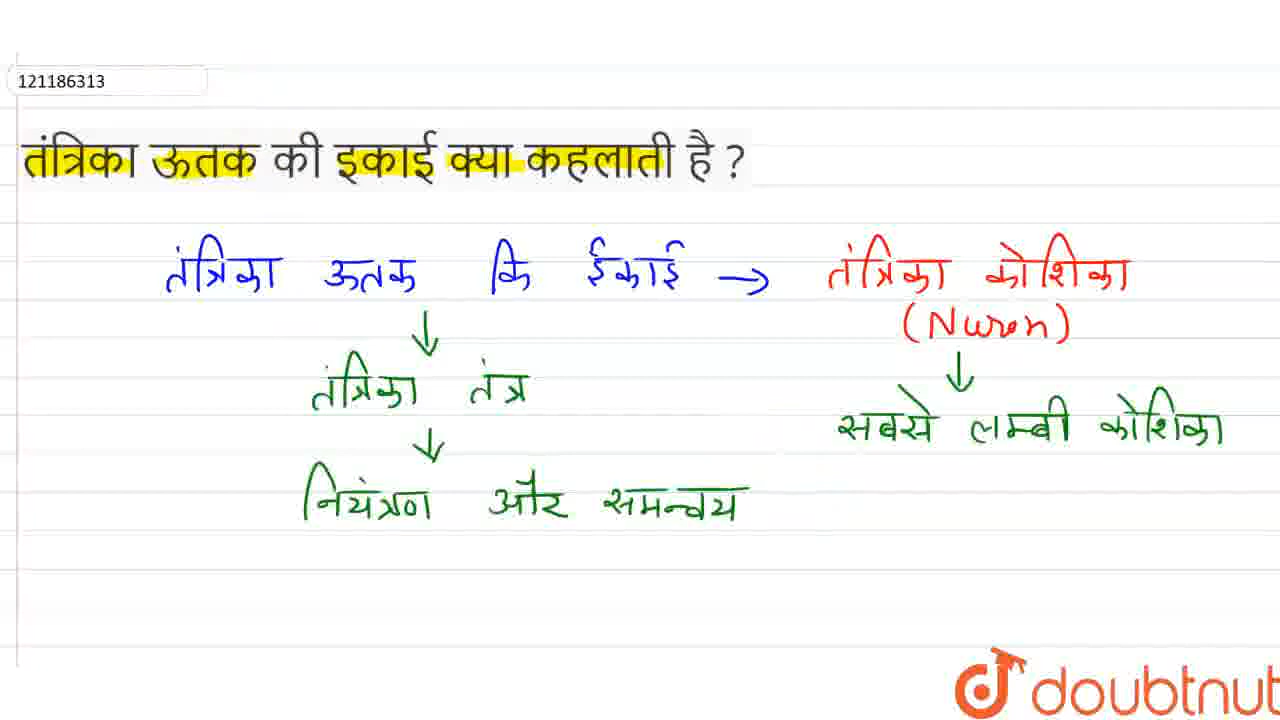 121186313
तंत्रिका ऊतक की इकाई क्या कहलाती है ?
तंत्रिका ऊतक कि ईकाई → तंत्रिका कोशिका
(Nuron)
↓ ↓
तंत्रिका तंत्र
सबसे लम्बी कोशिका
↓
नियंत्रण और समन्वय
doubtnut